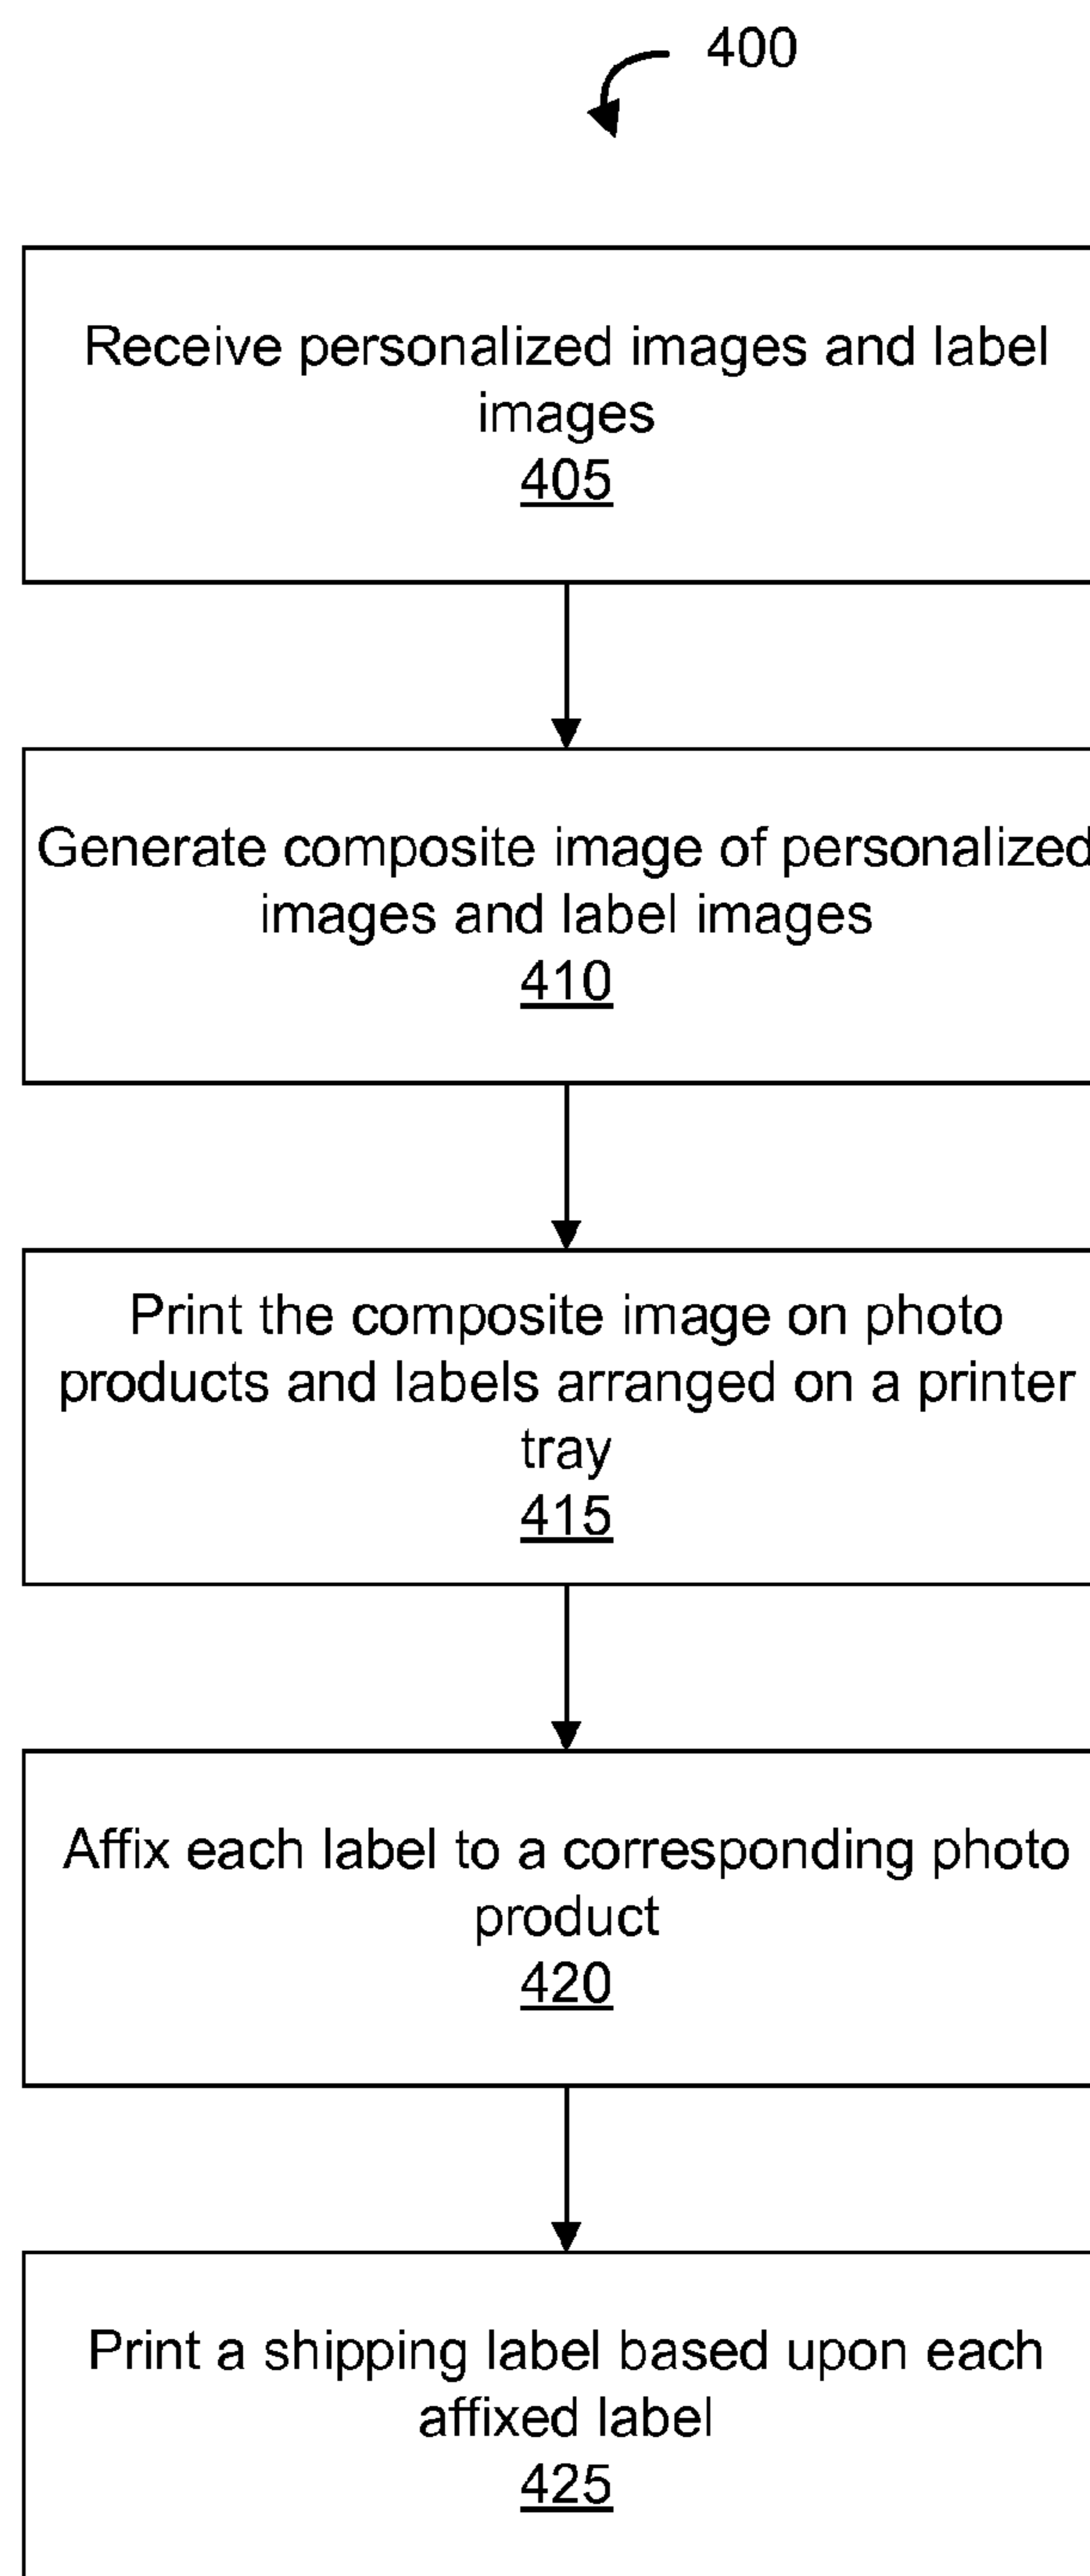 400
Receive personalized images and label
images
405
Generate composite image of personalized
images and label images
410
Print the composite image on photo
products and labels arranged on a printer
tray
415
Affix each label to a corresponding photo
product
420
Print a shipping label based upon each
affixed label
425